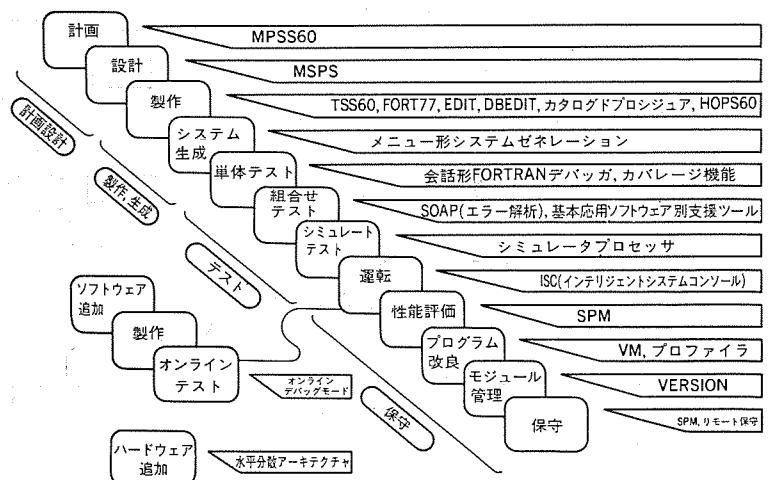 計画
MPSS60
設計
MSPS
製作
TSS60, FORT77, EDIT, DBEDIT, カタログドプロシジュア, HOPS60
システム
生成
メニュー形システムゼネレーション
単体テスト
会話形FORTRANデバッガ, カバレージ機能
組合せ
テスト
SOAP(エラー解析), 基本応用ソフトウェア別支援ツール
シミュレート
テスト
シミュレータプロセッサ
運転
ISC(インテリジェントシステムコンソール)
性能評価
SPM
プログラム
改良
VM, プロファイラ
モジュール
管理
VERSION
保守
SPM, リモート保守
計画設計
製作, 生成
テスト
保守
ソフトウェア
追加
製作
オンライン
テスト
オンライン
デバッグモード
ハードウェア
追加
水平分散アーキテクチャ